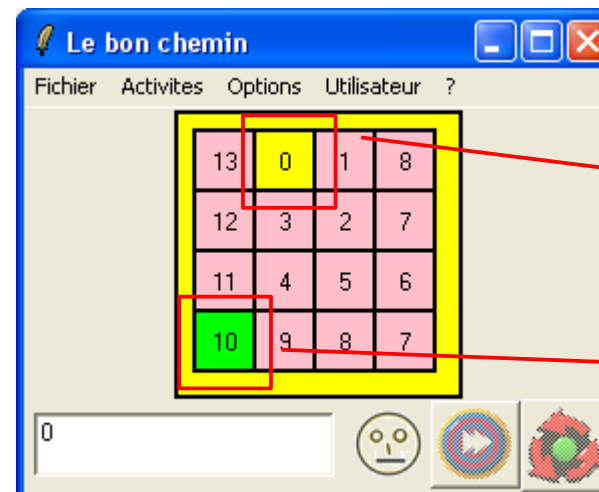 Le bon chemin
Fichier Activites Options Utilisateur ?
13 0 1 8
12 3 2 7
11 4 5 6
10 9 8 7
0